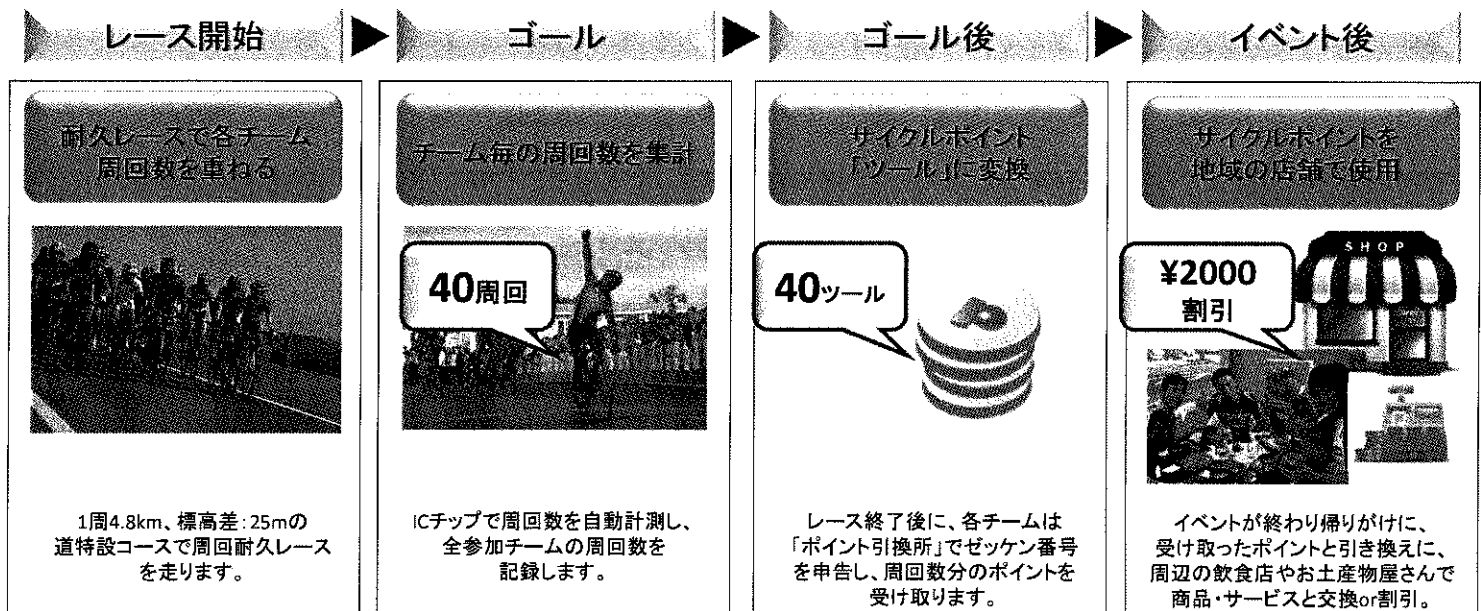 レース開始
ゴール
ゴール後
イベント後
耐久レースで各チーム
周回数を重ねる
チーム毎の周回数を集計
サイクルポイント
「ツール」に変換
サイクルポイントを
地域の店舗で使用
40周回
40ツール
¥2000
割引
SHOP
P
1周4.8km、標高差:25mの
道特設コースで周回耐久レース
を走ります。
ICチップで周回数を自動計測し、
全参加チームの周回数を
記録します。
レース終了後に、各チームは
「ポイント引換所」でゼッケン番号
を申告し、周回数分のポイントを
受け取ります。
イベントが終わり帰りがけに、
受け取ったポイントと引き換えに、
周辺の飲食店やお土産物屋さんで
商品・サービスと交換or割引。